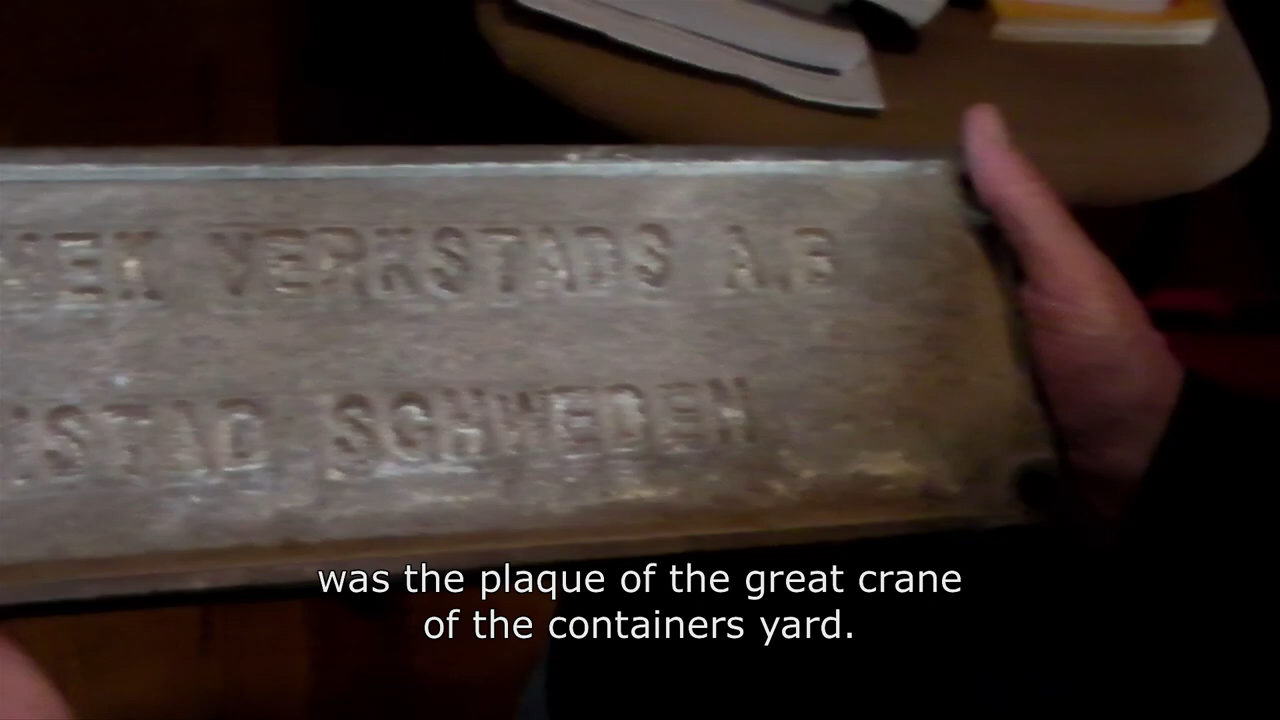 VERKSTADS A.B
SCHWEDEN
was the plaque of the great crane
of the containers yard.